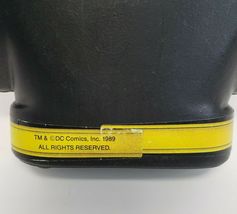 TM & ©DC Comics, Inc. 1989
ALL RIGHTS RESERVED.